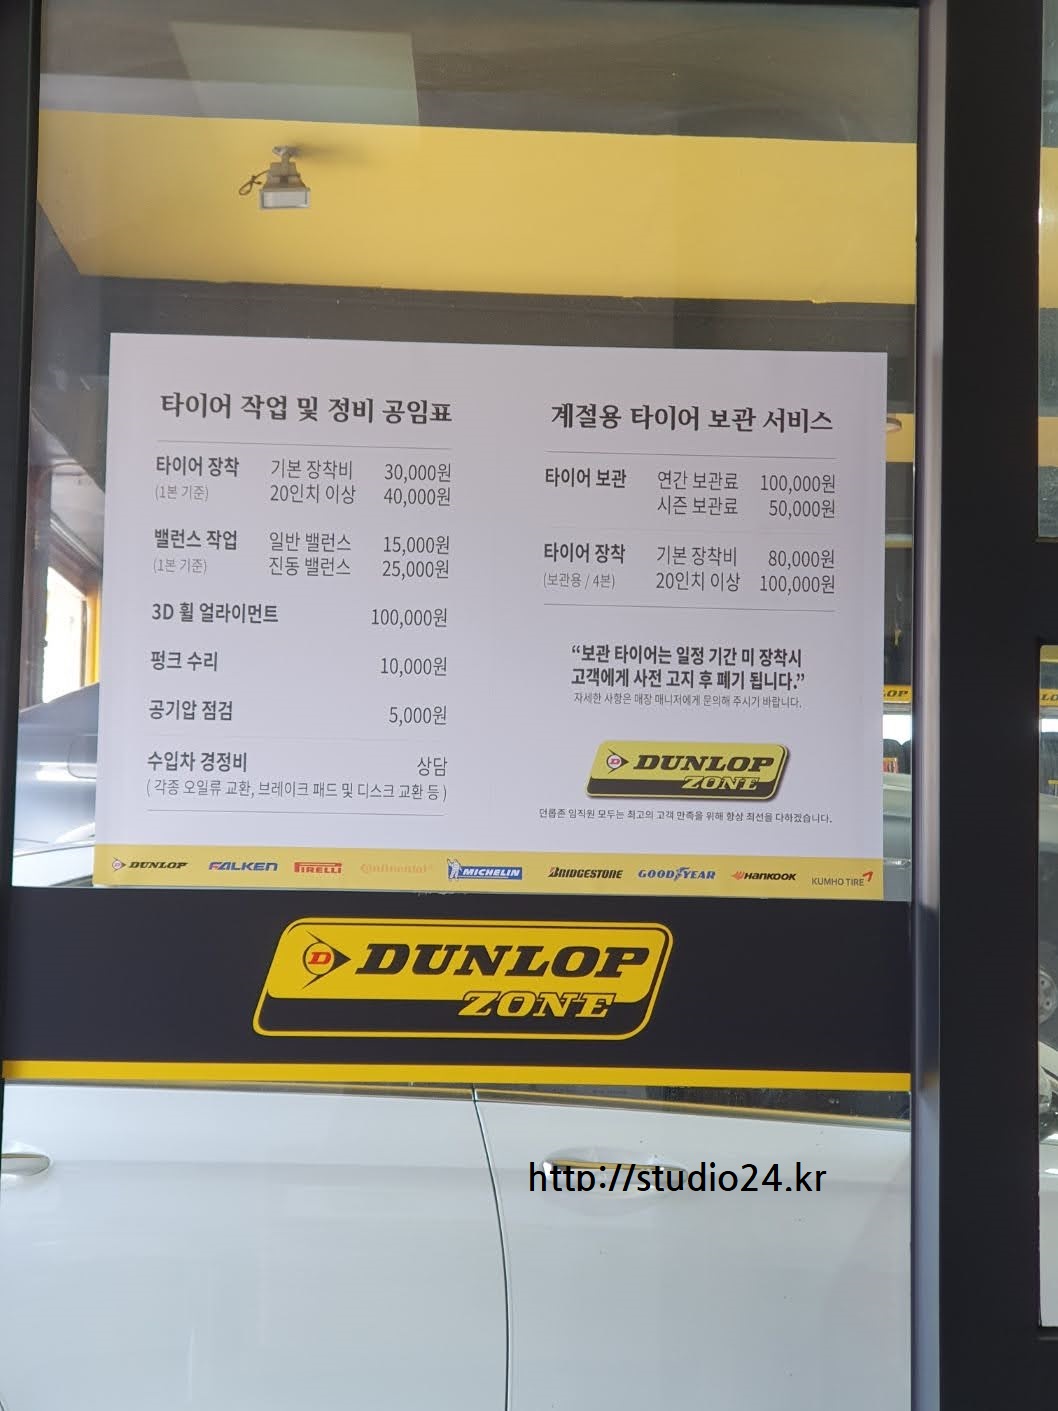 타이어 작업 및 정비 공임표
타이어 장착 기본 장착비 30,000원
(1본 기준) 20인치 이상 40,000원
밸런스 작업 일반 밸런스 15,000원
(1본 기준) 진동 밸런스 25,000원
3D 휠 얼라이먼트 100,000원
펑크 수리 10,000원
공기압 점검 5,000원
수입차 경정비 상담
( 각종 오일류 교환, 브레이크 패드 및 디스크 교환 등 )
계절용 타이어 보관 서비스
타이어 보관 연간 보관료 100,000원
시즌 보관료 50,000원
타이어 장착 기본 장착비 80,000원
(보관용 / 4본) 20인치 이상 100,000원
“보관 타이어는 일정 기간 미 장착시
고객에게 사전 고지 후 폐기 됩니다.”
자세한 사항은 매장 매니저에게 문의해 주시기 바랍니다.
D DUNLOP
ZONE
던롭존 임직원 모두는 최고의 고객 만족을 위해 항상 최선을 다하겠습니다.
DUNLOP FALKEN PIRELLI Continental MICHELIN BRIDGESTONE GOODYEAR HANKOOK KUMHO TIRE
D DUNLOP
ZONE
http://studio24.kr